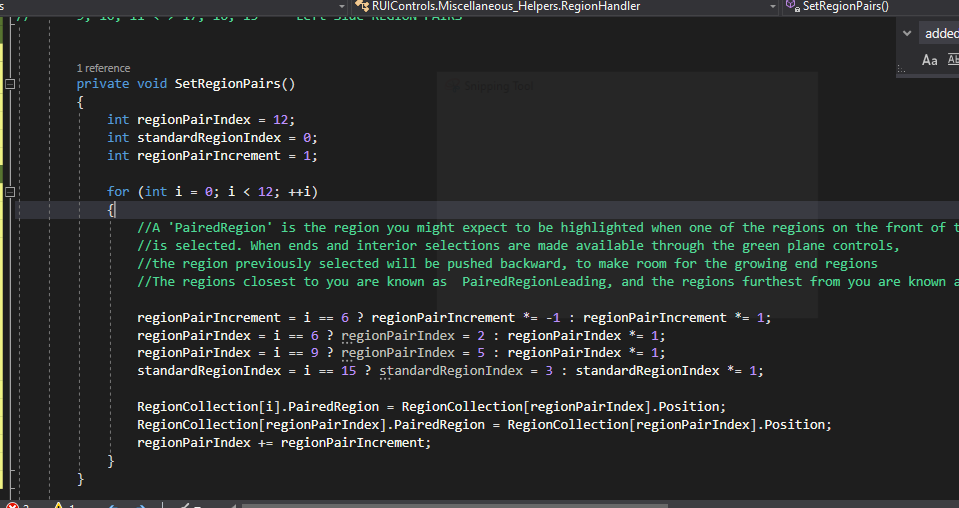 s RUIControls.Miscellaneous_Helpers.RegionHandler SetRegionPairs()
// 9, 10, 11 < > 17, 16, 15 Left Side REGION PAIRS
added
Aa Ab
1 reference
private void SetRegionPairs()
Snipping Tool
{
int regionPairIndex = 12;
int standardRegionIndex = 0;
int regionPairIncrement = 1;
for (int i = 0; i < 12; ++i)
{
//A 'PairedRegion' is the region you might expect to be highlighted when one of the regions on the front of t
//is selected. When ends and interior selections are made available through the green plane controls,
//the region previously selected will be pushed backward, to make room for the growing end regions
//The regions closest to you are known as  PairedRegionLeading, and the regions furthest from you are known a
regionPairIncrement = i == 6 ? regionPairIncrement *= -1 : regionPairIncrement *= 1;
regionPairIndex = i == 6 ? regionPairIndex = 2 : regionPairIndex *= 1;
regionPairIndex = i == 9 ? regionPairIndex = 5 : regionPairIndex *= 1;
standardRegionIndex = i == 15 ? standardRegionIndex = 3 : standardRegionIndex *= 1;
RegionCollection[i].PairedRegion = RegionCollection[regionPairIndex].Position;
RegionCollection[regionPairIndex].PairedRegion = RegionCollection[regionPairIndex].Position;
regionPairIndex += regionPairIncrement;
}
}